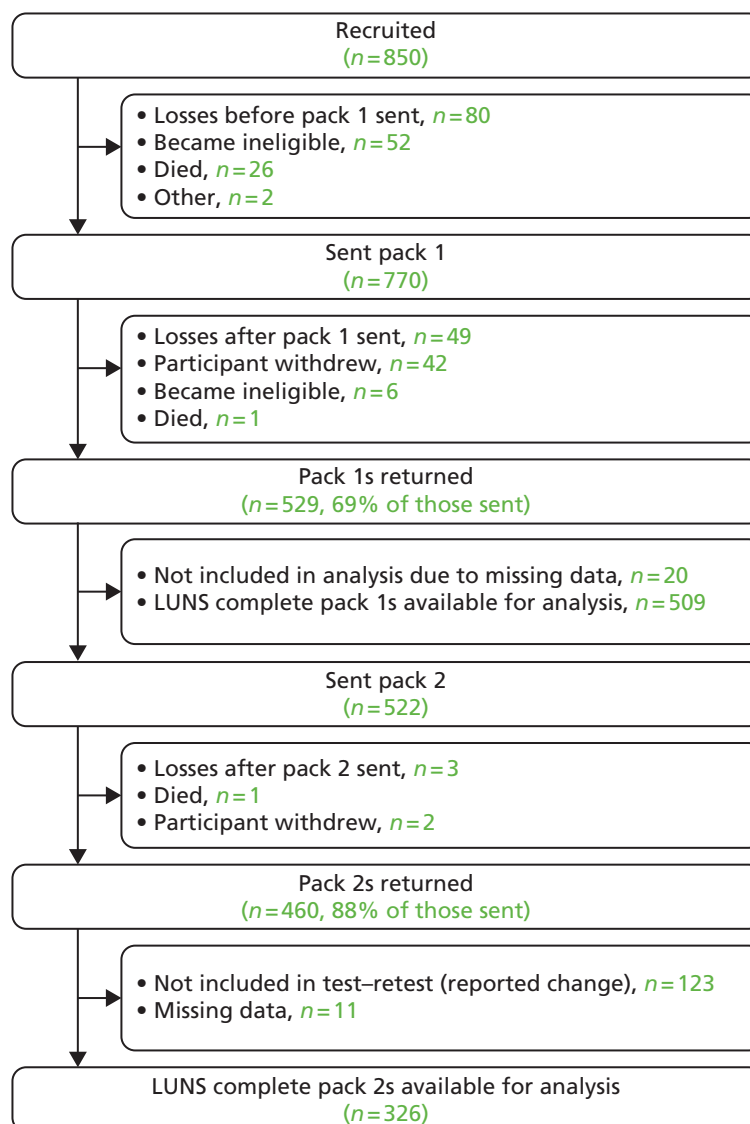 Recruited
(n=850)
• Losses before pack 1 sent, n=80
• Became ineligible, n=52
• Died, n=26
• Other, n=2
Sent pack 1
(n=770)
• Losses after pack 1 sent, n=49
• Participant withdrew, n=42
• Became ineligible, n=6
• Died, n=1
Pack 1s returned
(n=529, 69% of those sent)
• Not included in analysis due to missing data, n=20
• LUNS complete pack 1s available for analysis, n=509
Sent pack 2
(n=522)
• Losses after pack 2 sent, n=3
• Died, n=1
• Participant withdrew, n=2
Pack 2s returned
(n=460, 88% of those sent)
• Not included in test–retest (reported change), n=123
• Missing data, n=11
LUNS complete pack 2s available for analysis
(n=326)